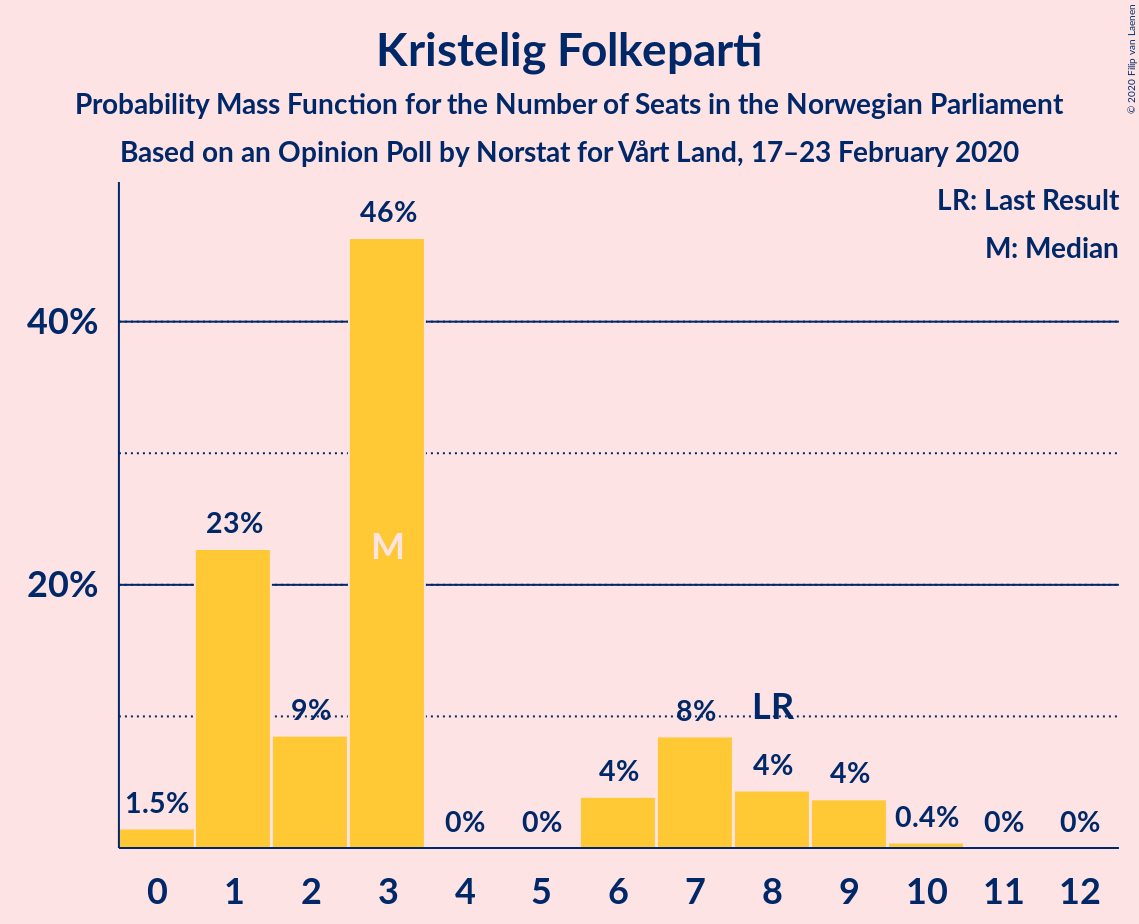 © 2020 Filip van Laenen
Kristelig Folkeparti
Probability Mass Function for the Number of Seats in the Norwegian Parliament
Based on an Opinion Poll by Norstat for Vårt Land, 17–23 February 2020
LR: Last Result
M: Median
46%
40%
23%
M
20%
9%
8%
LR
1.5%
0%
0%
4%
4%
4%
0.4%
0%
0%
0 1 2 3 4 5 6 7 8 9 10 11 12